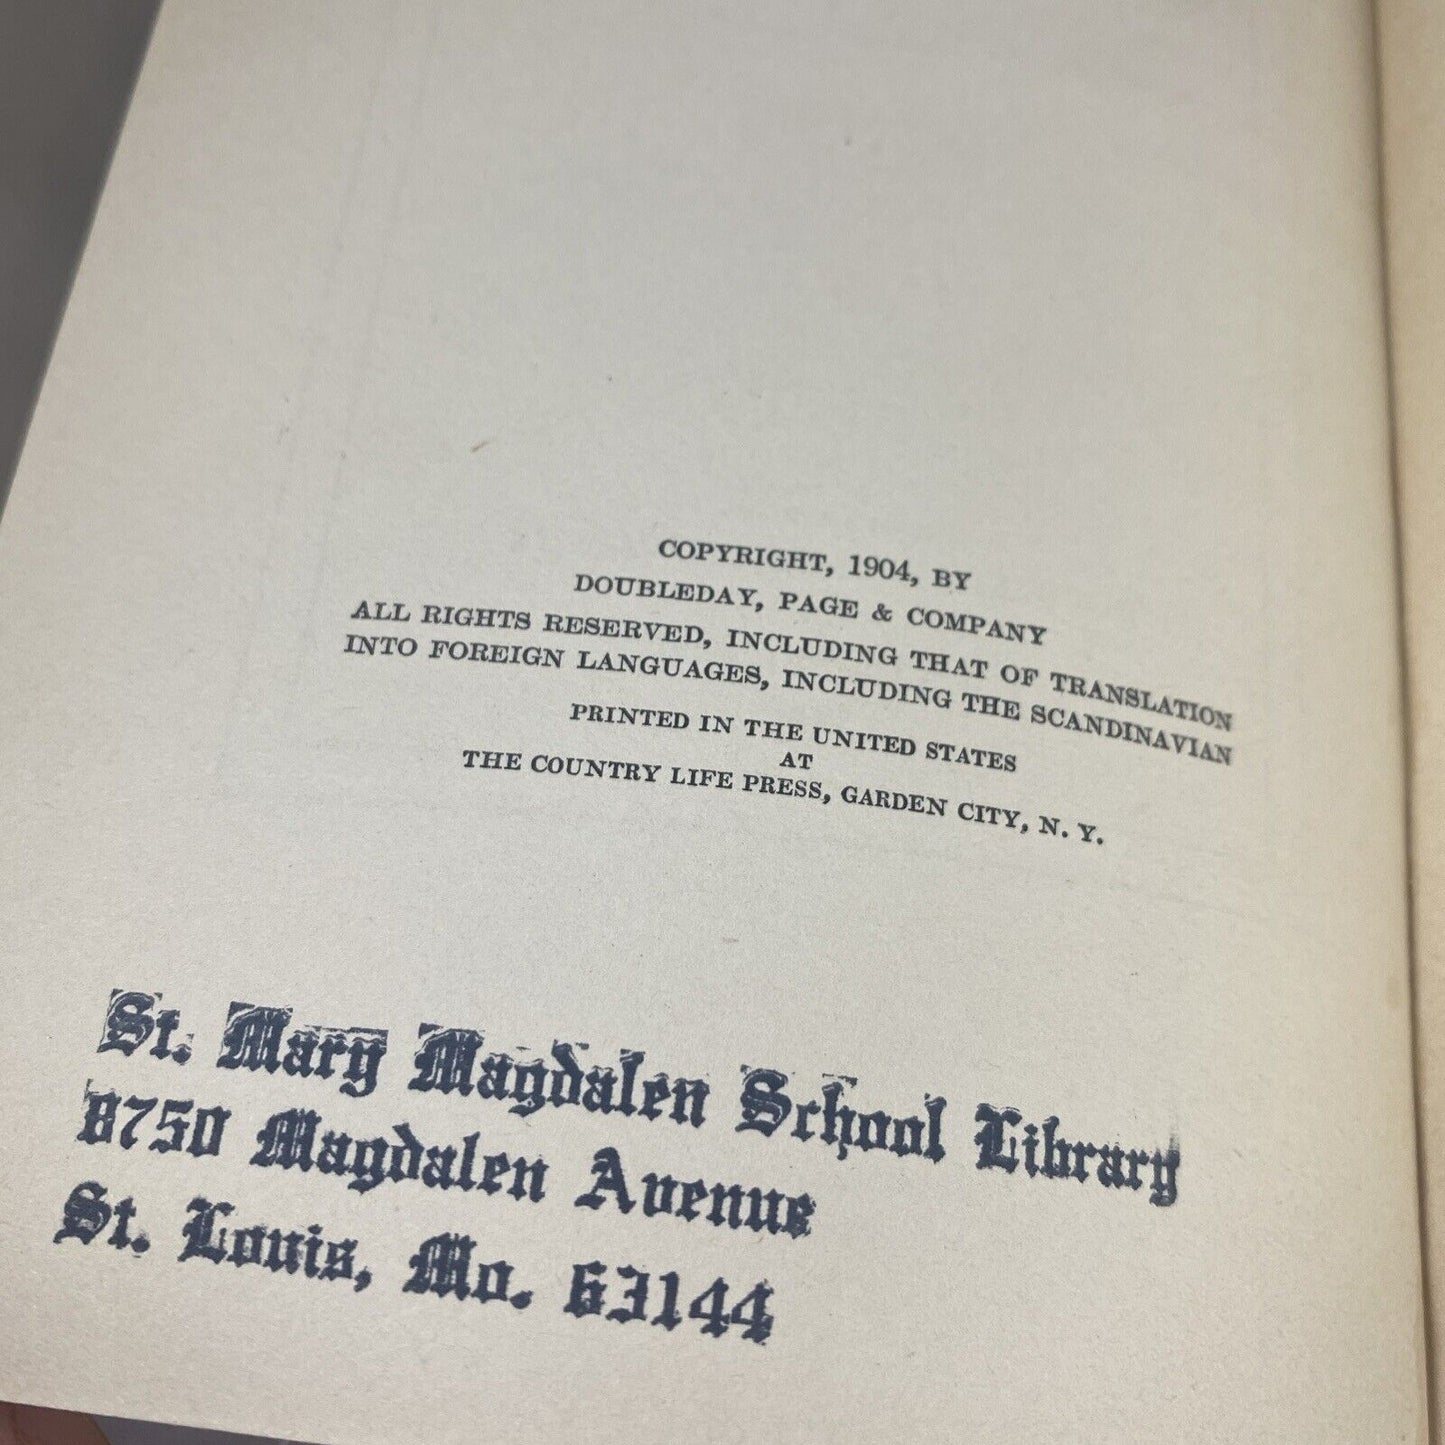 COPYRIGHT, 1904, BY
DOUBLEDAY, PAGE & COMPANY
ALL RIGHTS RESERVED, INCLUDING THAT OF TRANSLATION
INTO FOREIGN LANGUAGES, INCLUDING THE SCANDINAVIAN
PRINTED IN THE UNITED STATES
AT
THE COUNTRY LIFE PRESS, GARDEN CITY, N. Y.
St. Mary Magdalen School Library
8750 Magdalen Avenue
St. Louis, Mo. 63144